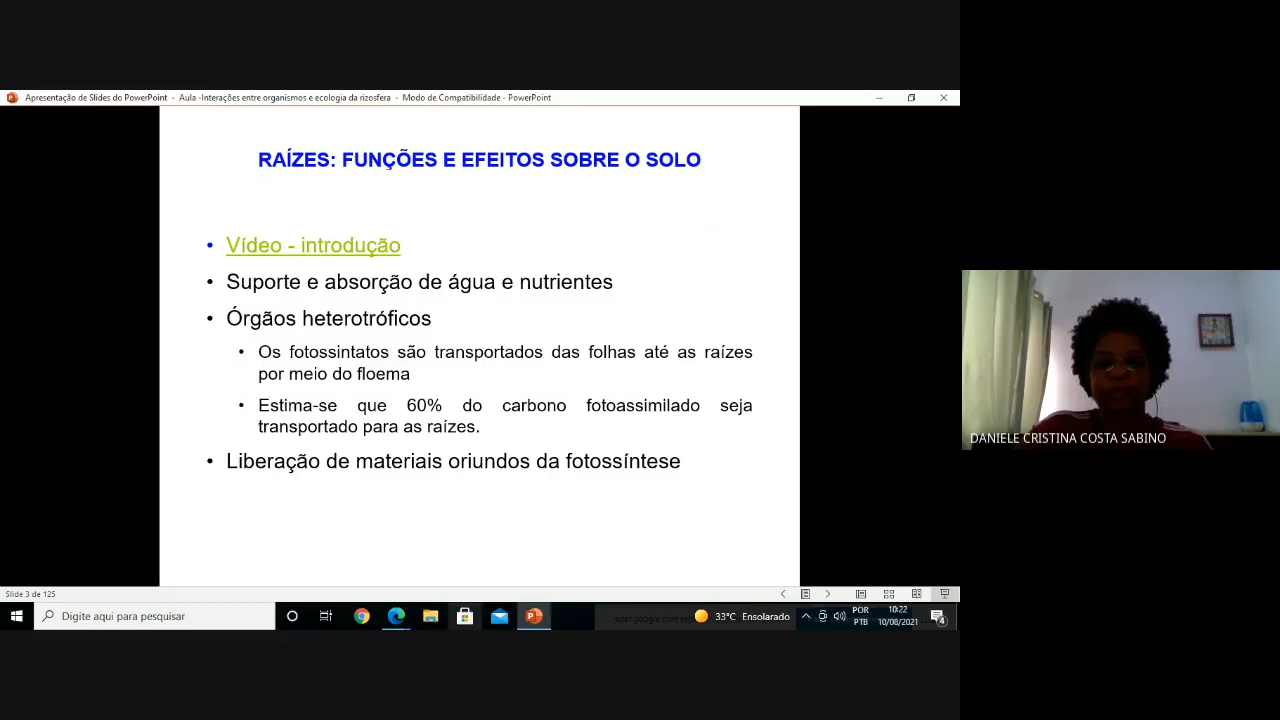 Apresentação de Slides do PowerPoint - Aula -Interações entre organismos e ecologia da rizosfera - Modo de Compatibilidade - PowerPoint
RAÍZES: FUNÇÕES E EFEITOS SOBRE O SOLO
• Vídeo - introdução
• Suporte e absorção de água e nutrientes
• Órgãos heterotróficos
• Os fotossintatos são transportados das folhas até as raízes
por meio do floema
• Estima-se que 60% do carbono fotoassimilado seja
transportado para as raízes.
• Liberação de materiais oriundos da fotossíntese
DANIELE CRISTINA COSTA SABINO
Slide 3 de 125
Digite aqui para pesquisar
33°C Ensolarado
POR
PTB
10:22
10/08/2021
4